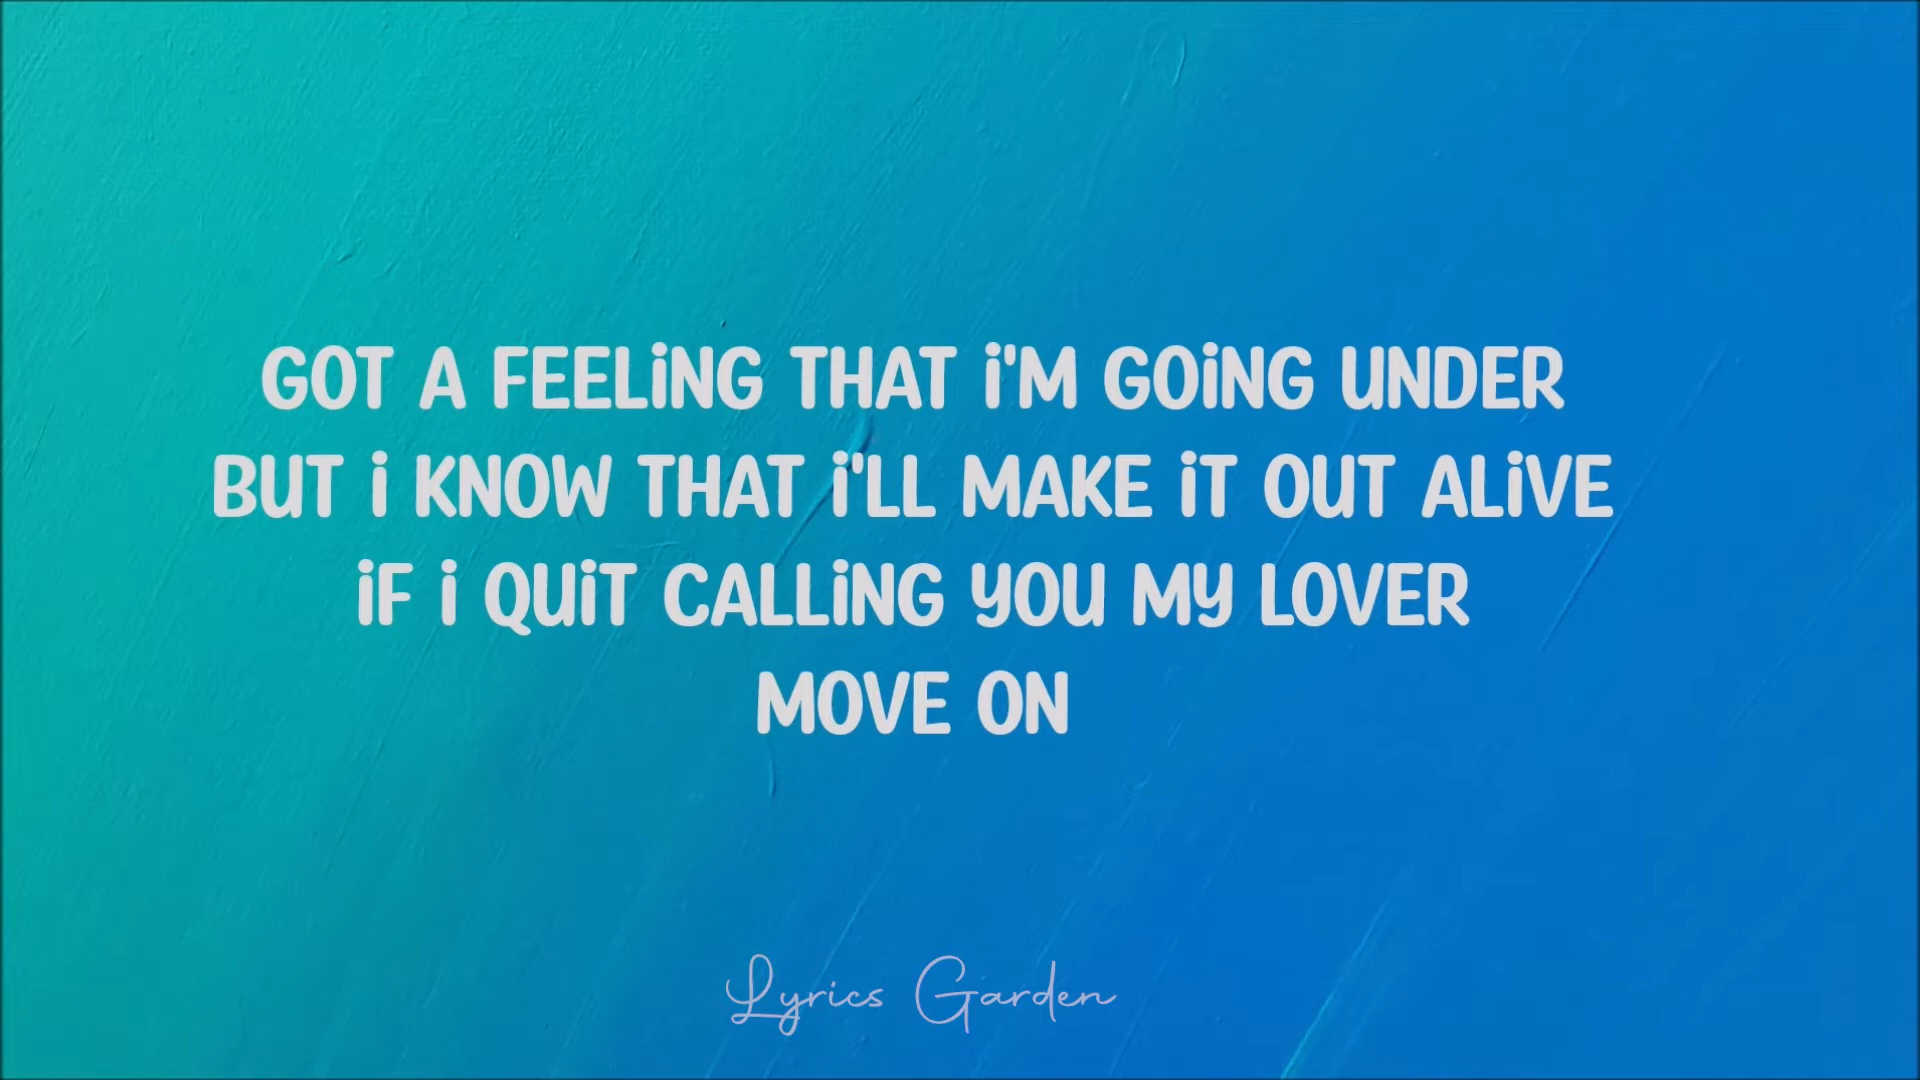 GOT A FEELiNG THAT i'M GOiNG UNDER
BUT i KNOW THAT i'LL MAKE iT OUT ALiVE
iF i QUiT CALLiNG YOU MY LOVER
MOVE ON
Lyrics Garden